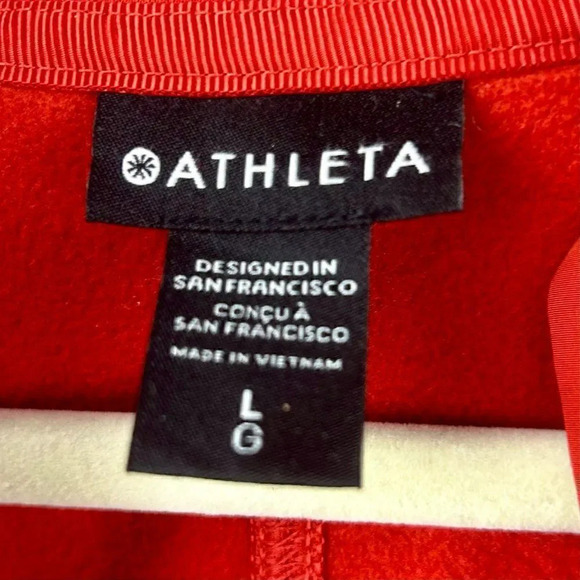 ATHLETA
DESIGNED IN
SAN FRANCISCO
CONÇU À
SAN FRANCISCO
MADE IN VIETNAM
L
G